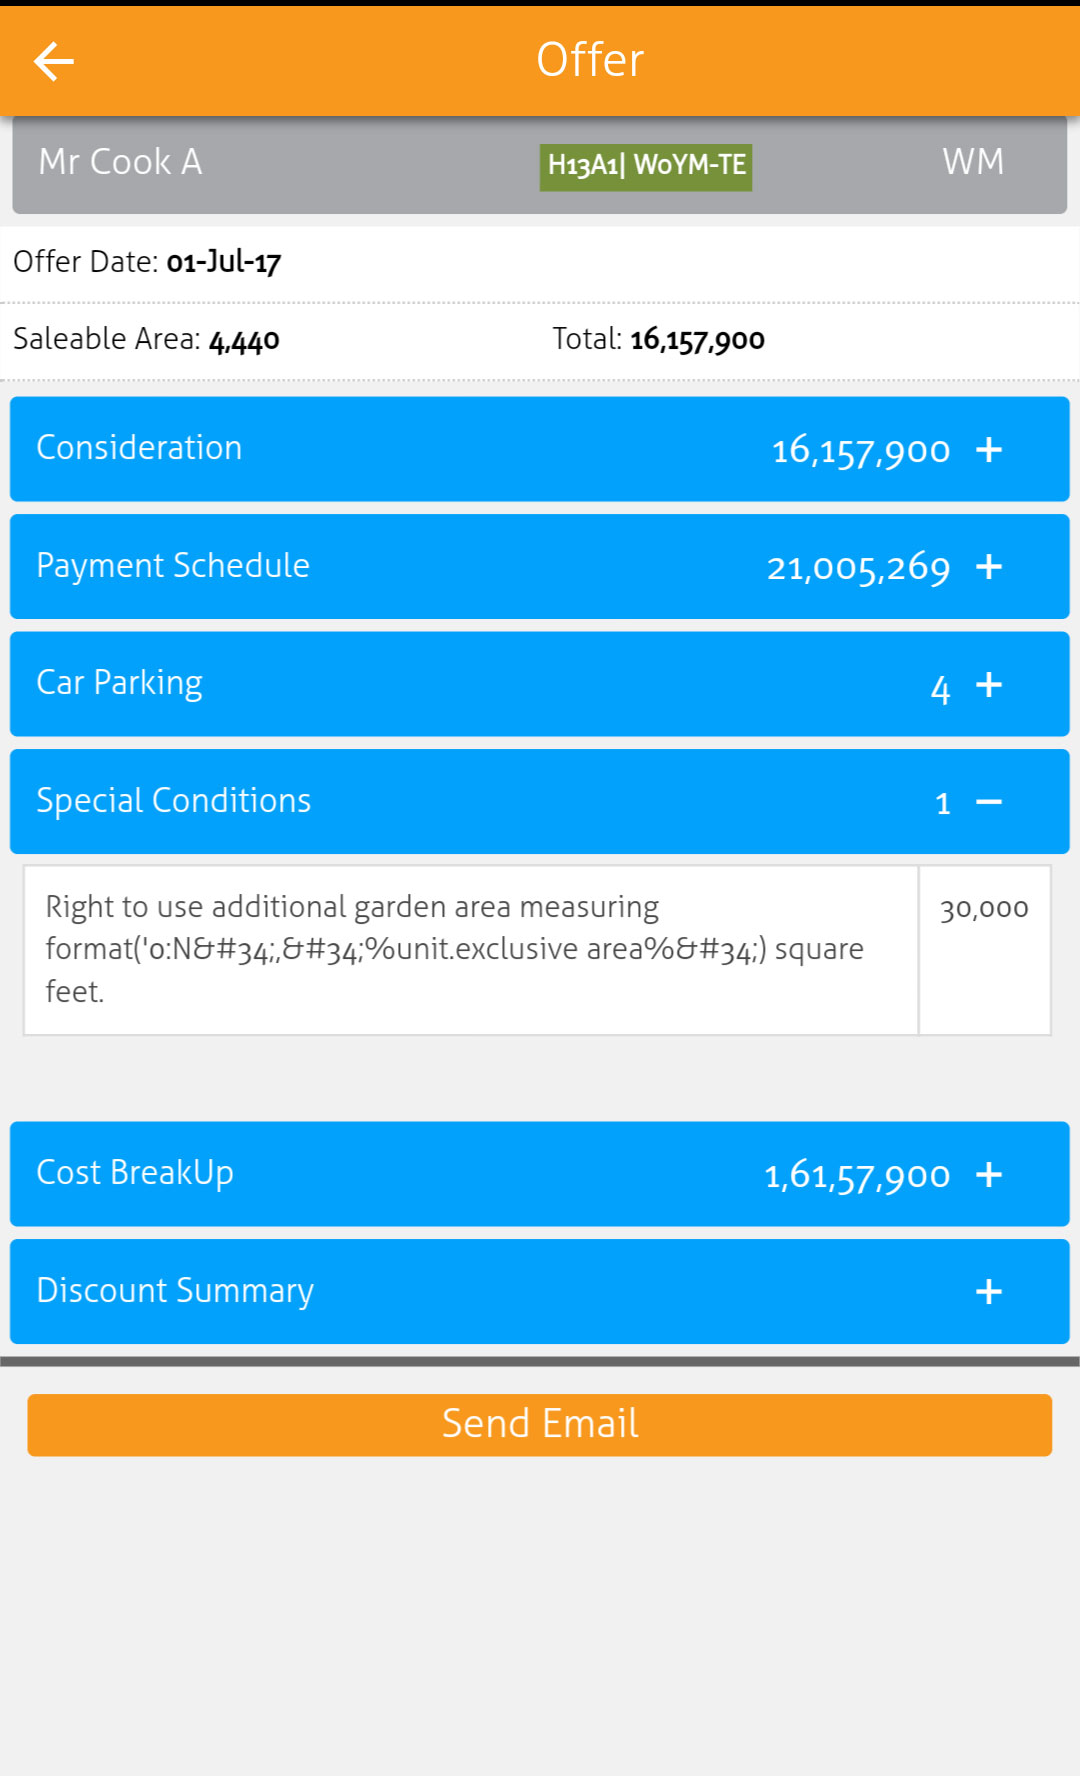 Offer
Mr Cook A H13A1| W0YM-TE WM
Offer Date: 01-Jul-17
Saleable Area: 4,440 Total: 16,157,900
Consideration 16,157,900 +
Payment Schedule 21,005,269 +
Car Parking 4 +
Special Conditions 1 −
Right to use additional garden area measuring 30,000
format('0:N&#34;,&#34;%unit.exclusive area%&#34;) square
feet.
Cost BreakUp 1,61,57,900 +
Discount Summary +
Send Email